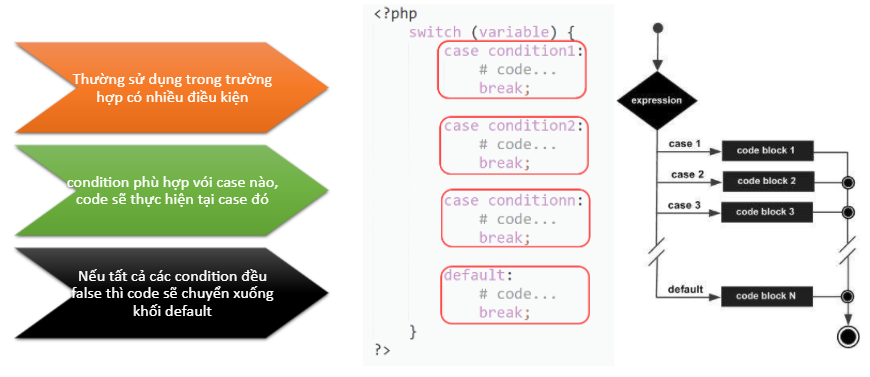 Thường sử dụng trong trường
hợp có nhiều điều kiện
condition phù hợp vói case nào,
code sẽ thực hiện tại case đó
Nếu tất cả các condition đều
false thì code sẽ chuyển xuống
khối default
<?php
switch (variable) {
case condition1:
# code...
break;
case condition2:
# code...
break;
case conditionn:
# code...
break;
default:
# code...
break;
}
?>
expression
case 1
code block 1
case 2
code block 2
case 3
code block 3
default
code block N